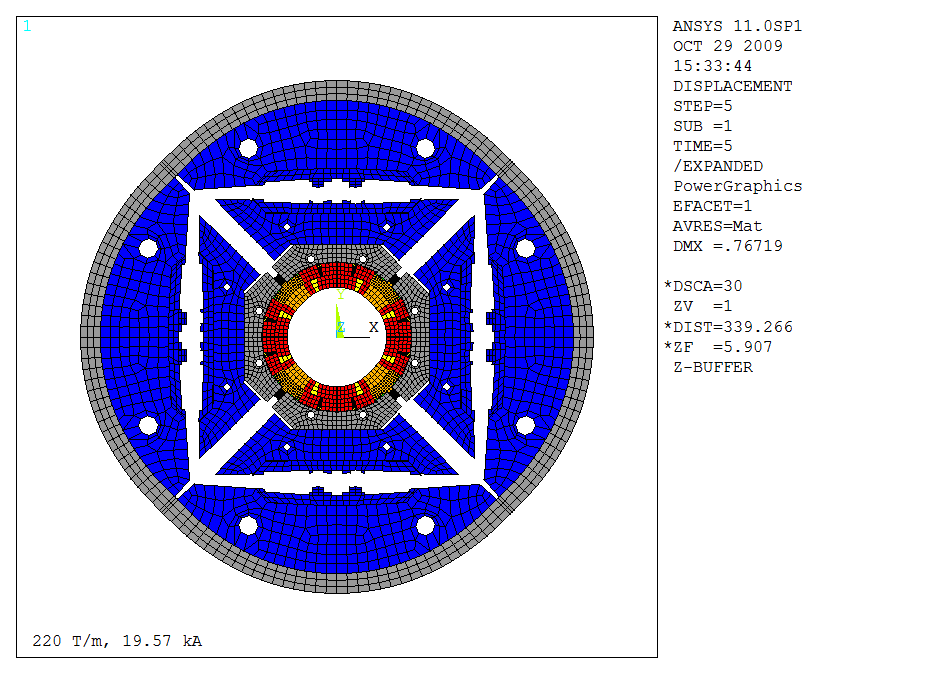 1
ANSYS 11.0SP1
OCT 29 2009
15:33:44
DISPLACEMENT
STEP=5
SUB =1
TIME=5
/EXPANDED
PowerGraphics
EFACET=1
AVRES=Mat
DMX =.76719
*DSCA=30
ZV =1
*DIST=339.266
*ZF =5.907
Z-BUFFER
Y
Z X
220 T/m, 19.57 kA